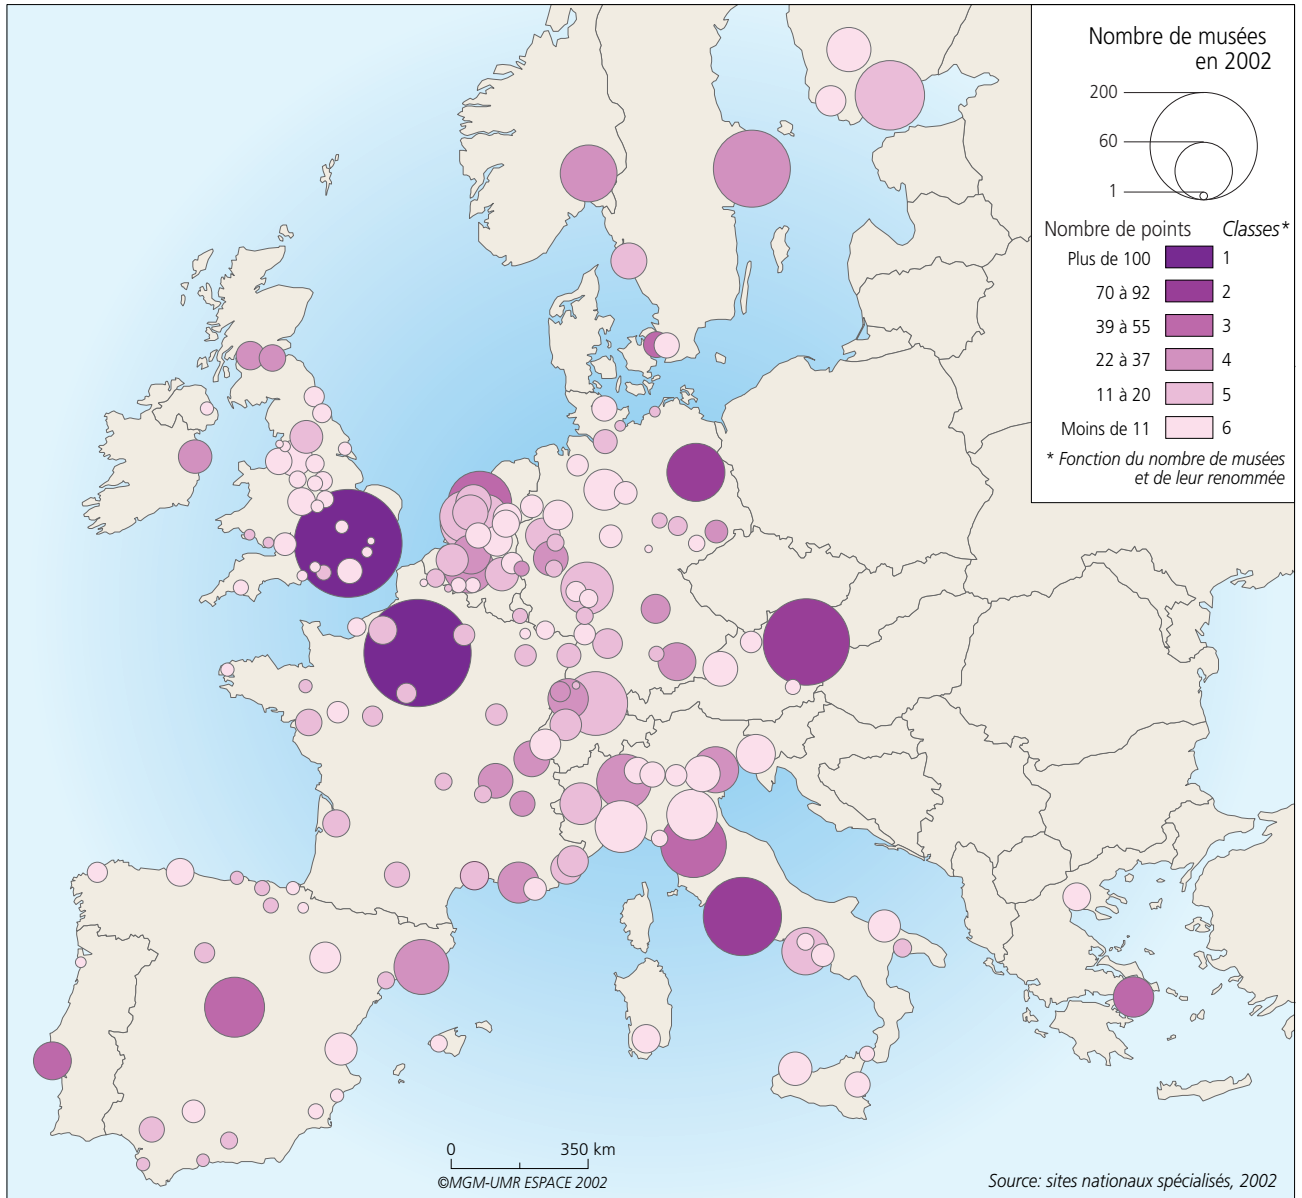 Nombre de musées
en 2002
200
60
1
Nombre de points Classes*
Plus de 100 1
70 à 92 2
39 à 55 3
22 à 37 4
11 à 20 5
Moins de 11 6
* Fonction du nombre de musées
et de leur renommée
0 350 km
©MGM-UMR ESPACE 2002
Source: sites nationaux spécialisés, 2002